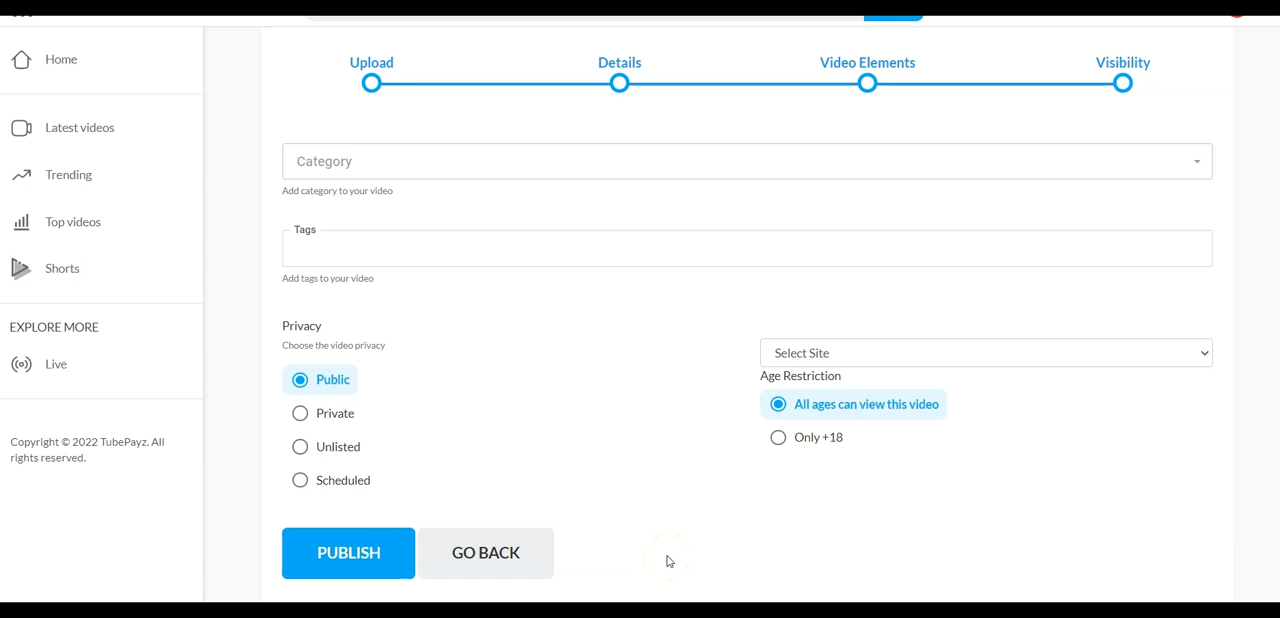 Home
Latest videos
Trending
Top videos
Shorts
EXPLORE MORE
Live
Copyright © 2022 TubePayz. All
rights reserved.
Upload Details Video Elements Visibility
Category
Add category to your video
Tags
Add tags to your video
Privacy
Choose the video privacy
Public
Private
Unlisted
Scheduled
Select Site
Age Restriction
All ages can view this video
Only +18
PUBLISH GO BACK